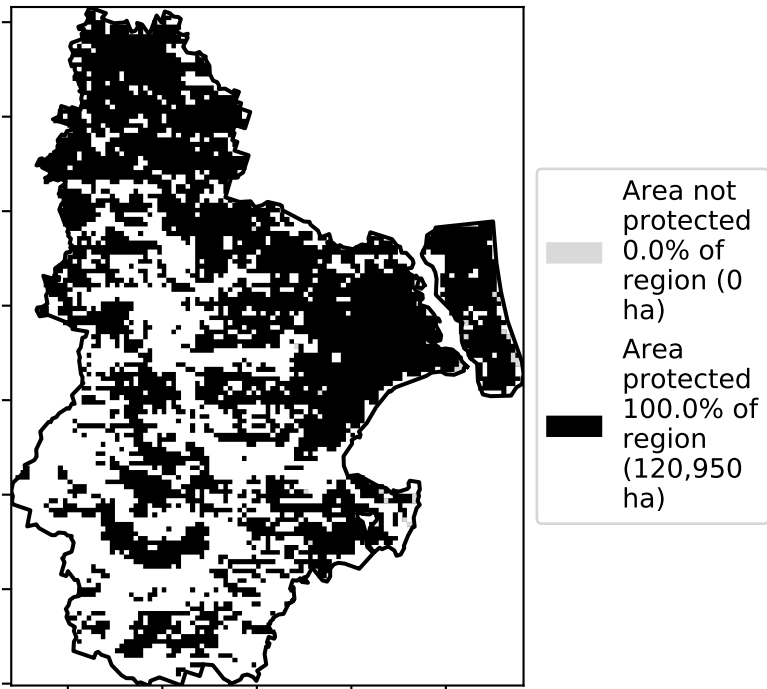 Area not
protected
0.0% of
region (0
ha)
Area
protected
100.0% of
region
(120,950
ha)